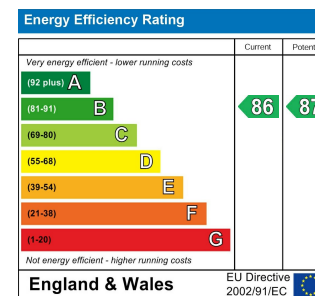 Energy Efficiency Rating
Current Potent
Very energy efficient - lower running costs
(92 plus) A
(81-91) B 86 87
(69-80) C
(55-68) D
(39-54) E
(21-38) F
(1-20) G
Not energy efficient - higher running costs
England & Wales
EU Directive
2002/91/EC